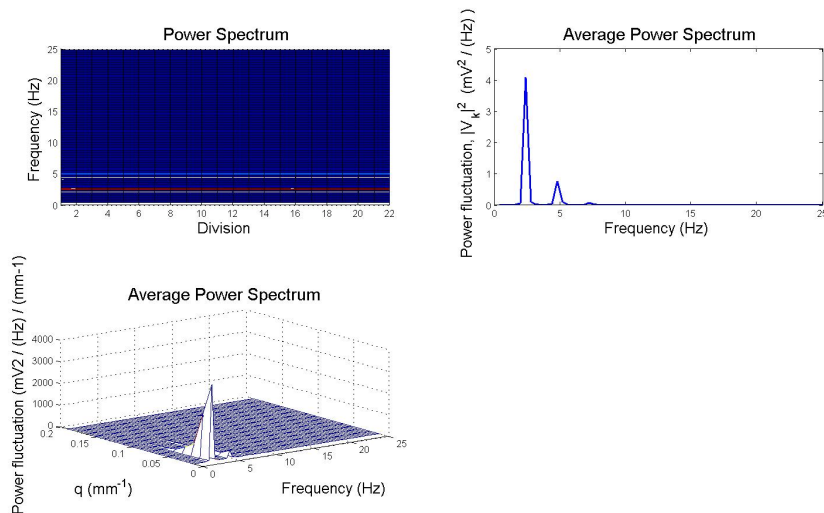 Power Spectrum
25
20
15
10
5
0
Frequency (Hz)
2 4 6 8 10 12 14 16 18 20 22
Division
Average Power Spectrum
5
4
3
2
1
0
Power fluctuation, |V_k|^2 (mV^2 / (Hz) )
0 5 10 15 20 25
Frequency (Hz)
Average Power Spectrum
4000
3000
2000
1000
0
Power fluctuation (mV2 / (Hz) / (mm-1)
0.2 0.15 0.1 0.05 0
q (mm^-1)
0 5 10 15 20 25
Frequency (Hz)